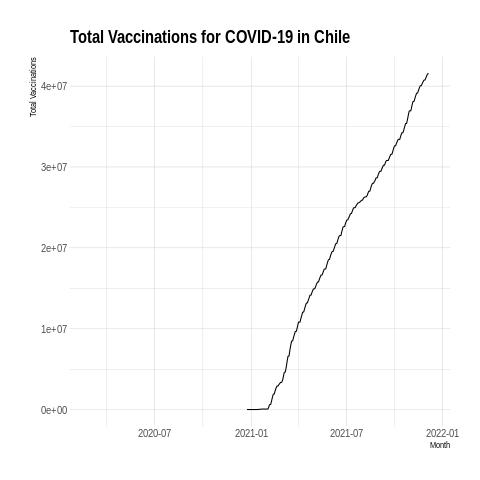 Total Vaccinations for COVID-19 in Chile
Total Vaccinations
4e+07
3e+07
2e+07
1e+07
0e+00
2020-07 2021-01 2021-07 2022-01
Month